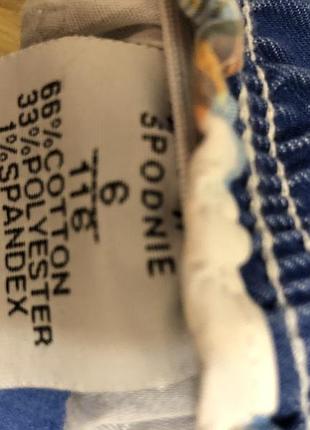 SPODNIE
6
116
66%COTTON
33%POLYESTER
1%SPANDEX